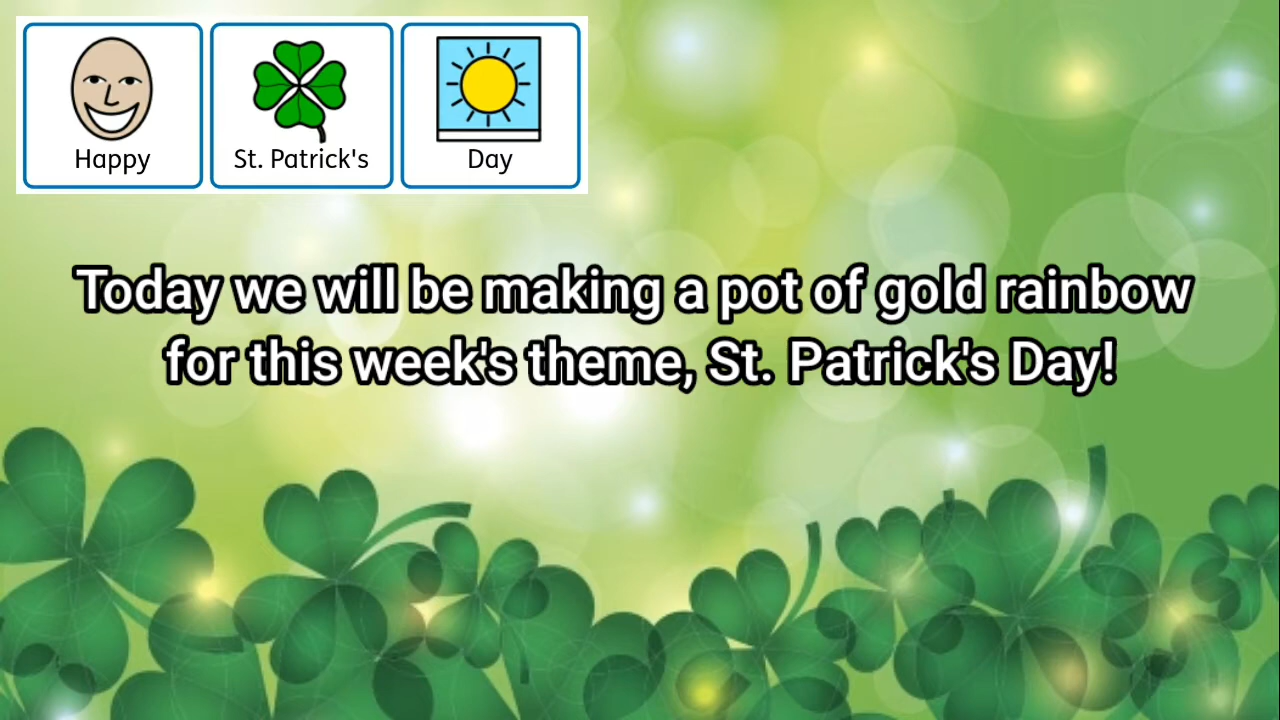 Happy St. Patrick's Day
Today we will be making a pot of gold rainbow
for this week's theme, St. Patrick's Day!